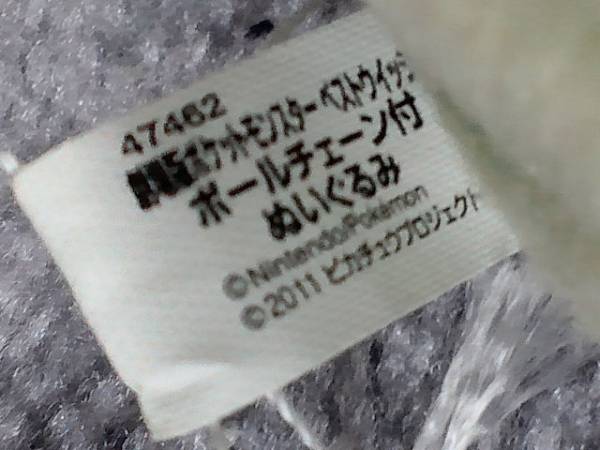 47462
劇場版ポケットモンスター ベストウイッシュ
ボールチェーン付
ぬいぐるみ
©Nintendo/Pokémon
©2011 ピカチュウプロジェクト